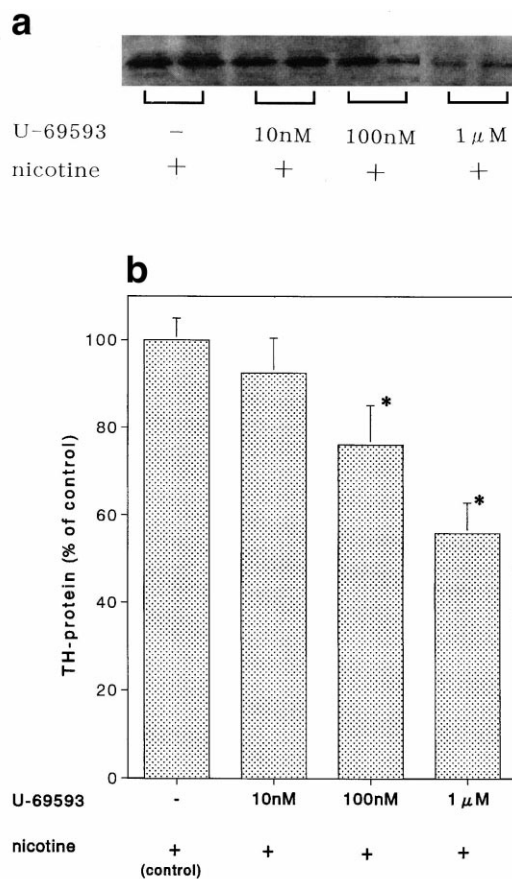 a
U-69593 - 10nM 100nM 1 μM
nicotine + + + +
b
TH-protein (% of control)
100
80
60
40
20
0
* *
U-69593 - 10nM 100nM 1 μM
nicotine + + + +
(control)